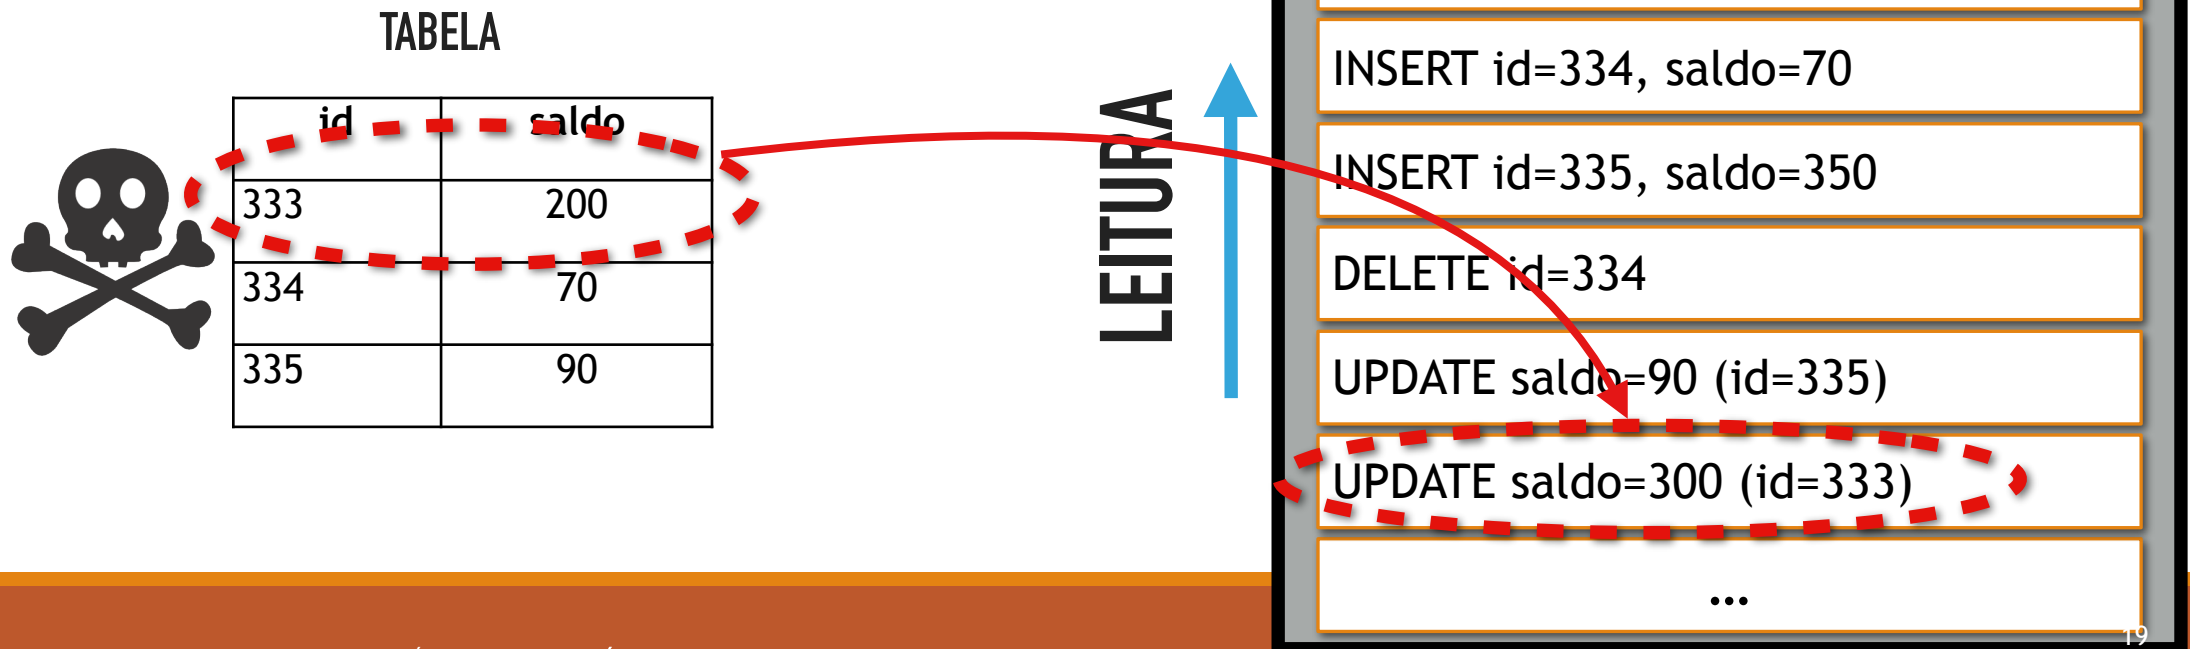 TABELA
id saldo
333 200
334 70
335 90
LEITURA
INSERT id=334, saldo=70
INSERT id=335, saldo=350
DELETE id=334
UPDATE saldo=90 (id=335)
UPDATE saldo=300 (id=333)
...
19